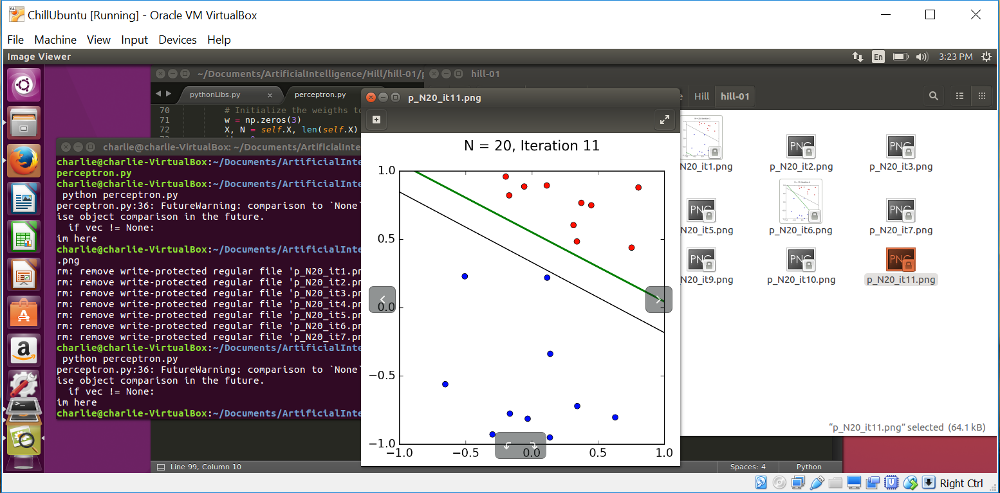 ChillUbuntu [Running] - Oracle VM VirtualBox
File Machine View Input Devices Help
Image Viewer
En
3:23 PM
~/Documents/ArtificialIntelligence/Hill/hill-01/
hill-01
pythonLibs.py
perceptron.py
70 # Initialize the weigths to
71 w = np.zeros(3)
72 X, N = self.X, len(self.X)
charlie@charlie-VirtualBox: ~/Documents/ArtificialInte
charlie@charlie-VirtualBox:~/Documents/ArtificialInte
perceptron.py
charlie@charlie-VirtualBox:~/Documents/ArtificialInte
python perceptron.py
perceptron.py:36: FutureWarning: comparison to `None`
ise object comparison in the future.
if vec != None:
im here
charlie@charlie-VirtualBox:~/Documents/ArtificialInte
.png
rm: remove write-protected regular file 'p_N20_it1.pn
rm: remove write-protected regular file 'p_N20_it2.pn
rm: remove write-protected regular file 'p_N20_it3.pn
rm: remove write-protected regular file 'p_N20_it4.pn
rm: remove write-protected regular file 'p_N20_it5.pn
rm: remove write-protected regular file 'p_N20_it6.pn
rm: remove write-protected regular file 'p_N20_it7.pn
charlie@charlie-VirtualBox:~/Documents/ArtificialInte
python perceptron.py
perceptron.py:36: FutureWarning: comparison to `None`
ise object comparison in the future.
if vec != None:
im here
charlie@charlie-VirtualBox:~/Documents/ArtificialInte
p_N20_it11.png
N = 20, Iteration 11
1.0
0.5
0.0
−0.5
−1.0
−1.0 −0.5 0.0 0.5 1.0
e Hill hill-01
PNG PNG
N20_it1.png p_N20_it2.png p_N20_it3.png
PNG PNG
N20_it5.png p_N20_it6.png p_N20_it7.png
PNG PNG PNG
N20_it9.png p_N20_it10.png p_N20_it11.png
“p_N20_it11.png” selected (64.1 kB)
Line 99, Column 10
Spaces: 4
Python
Right Ctrl